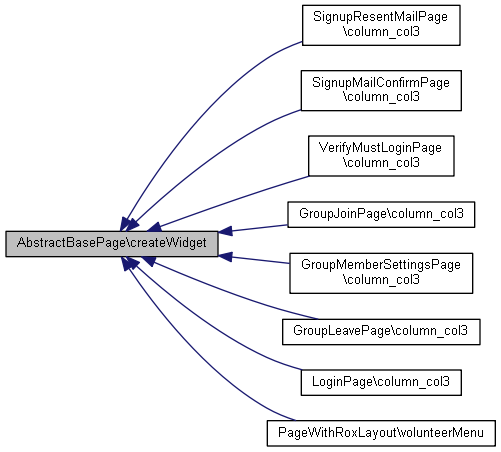 SignupResentMailPage
\column_col3
SignupMailConfirmPage
\column_col3
VerifyMustLoginPage
\column_col3
GroupJoinPage\column_col3
AbstractBasePage\createWidget
GroupMemberSettingsPage
\column_col3
GroupLeavePage\column_col3
LoginPage\column_col3
PageWithRoxLayout\volunteerMenu